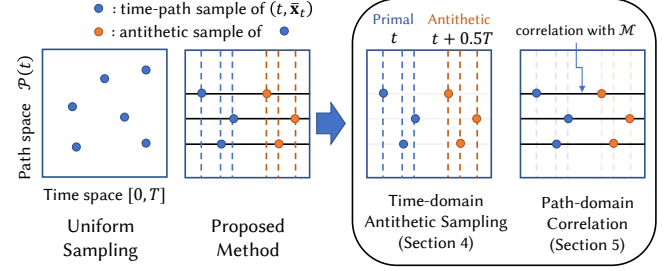 : time-path sample of (t, x̄_t)
: antithetic sample of
Primal Antithetic
t t + 0.5T
correlation with ℳ
Path space 𝒫(t)
Time space [0, T]
Uniform
Sampling
Proposed
Method
Time-domain
Antithetic Sampling
(Section 4)
Path-domain
Correlation
(Section 5)